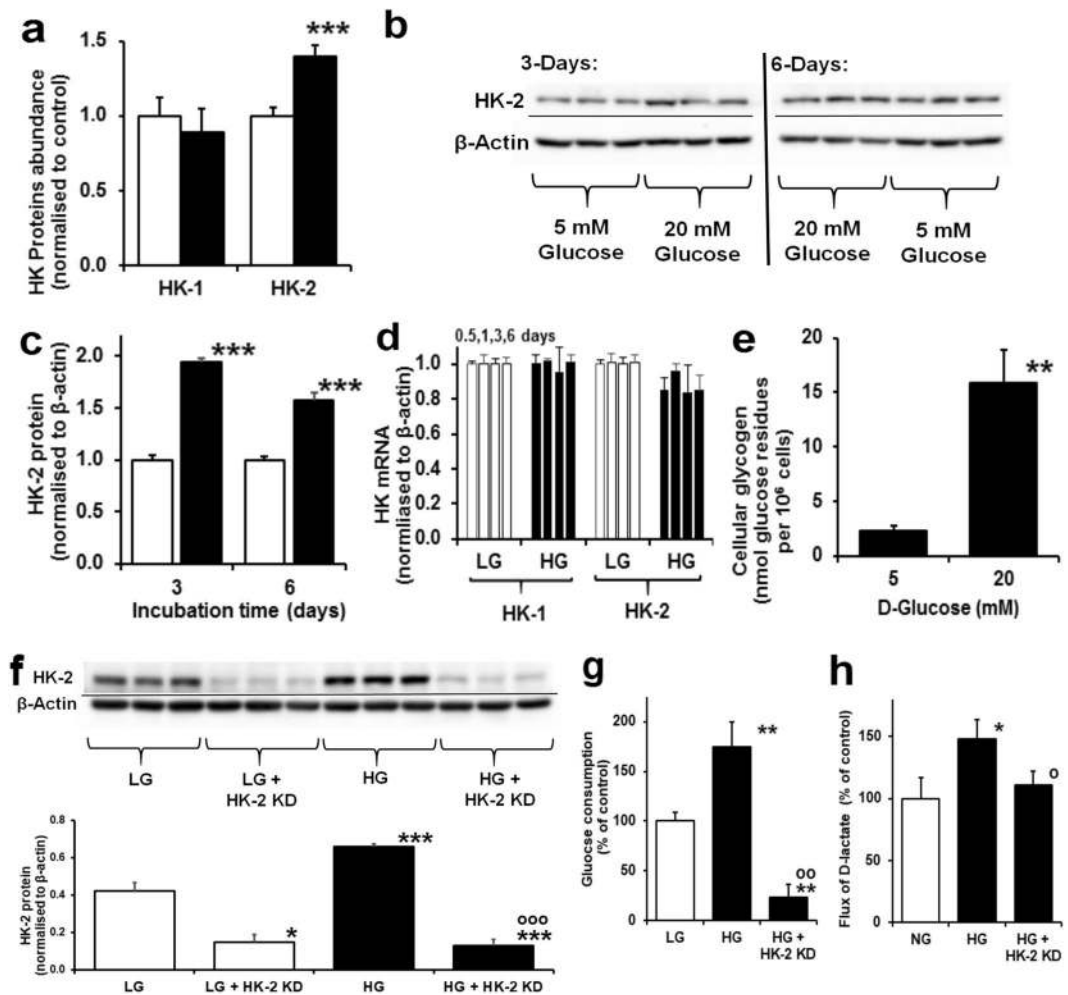 a
HK Proteins abundance
(normalised to control)
1.5
1.0
0.5
0.0
***
HK-1
HK-2
b
3-Days:
6-Days:
HK-2
β-Actin
5 mM
Glucose
20 mM
Glucose
20 mM
Glucose
5 mM
Glucose
c
HK-2 protein
(normalised to β-actin)
2.0
1.5
1.0
0.5
0.0
***
***
3
6
Incubation time (days)
d
0.5,1,3,6 days
HK mRNA
(normliased to β-actin)
1.0
0.8
0.6
0.4
0.2
0
LG
HG
LG
HG
HK-1
HK-2
e
Cellular glycogen
(nmol glucose residues
per 10⁶ cells)
20
15
10
5
0
**
5
20
D-Glucose (mM)
f
HK-2
β-Actin
LG
LG +
HK-2 KD
HG
HG +
HK-2 KD
HK-2 protein
(normalised to β-actin)
0.8
0.6
0.4
0.2
0.0
*
***
ooo
***
LG
LG + HK-2 KD
HG
HG + HK-2 KD
g
Gluocse consumption
(% of control)
200
150
100
50
0
**
oo
**
LG
HG
HG +
HK-2 KD
h
Flux of D-lactate (% of control)
150
100
50
0
*
o
NG
HG
HG +
HK-2 KD